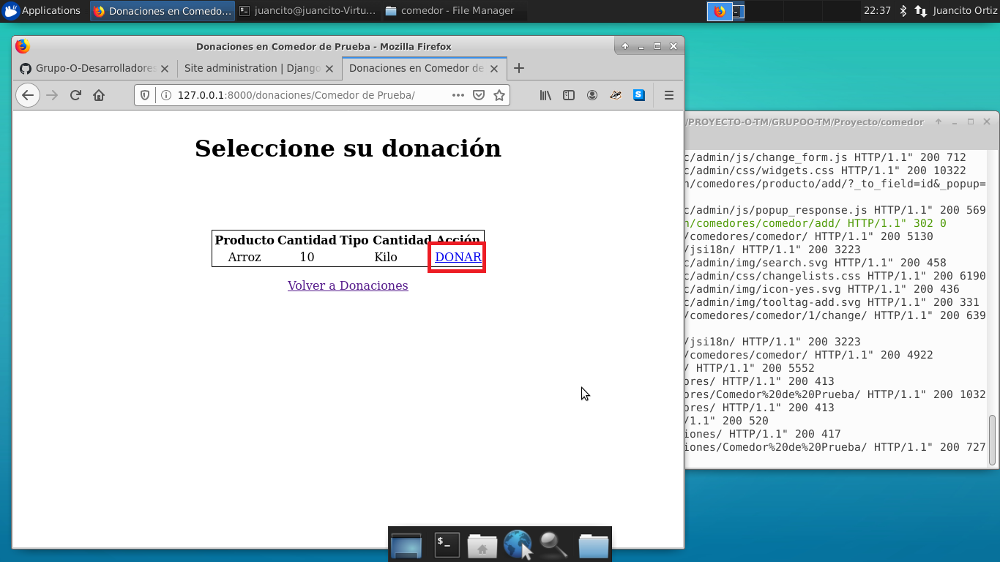 Applications
Donaciones en Comedo...
juancito@juancito-Virtu...
comedor - File Manager
22:37
Juancito Ortiz
Donaciones en Comedor de Prueba - Mozilla Firefox
Grupo-O-Desarrolladores
Site administration | Django
Donaciones en Comedor de
127.0.0.1:8000/donaciones/Comedor de Prueba/
Seleccione su donación
Producto Cantidad Tipo Cantidad Acción
Arroz 10 Kilo DONAR
Volver a Donaciones
/PROYECTO-O-TM/GRUPOO-TM/Proyecto/comedor
c/admin/js/change_form.js HTTP/1.1" 200 712
c/admin/css/widgets.css HTTP/1.1" 200 10322
n/comedores/producto/add/?_to_field=id&_popup=
c/admin/js/popup_response.js HTTP/1.1" 200 569
n/comedores/comedor/add/ HTTP/1.1" 302 0
/comedores/comedor/ HTTP/1.1" 200 5130
/jsi18n/ HTTP/1.1" 200 3223
c/admin/img/search.svg HTTP/1.1" 200 458
c/admin/css/changelists.css HTTP/1.1" 200 6190
c/admin/img/icon-yes.svg HTTP/1.1" 200 436
c/admin/img/tooltag-add.svg HTTP/1.1" 200 331
/comedores/comedor/1/change/ HTTP/1.1" 200 639
/jsi18n/ HTTP/1.1" 200 3223
/comedores/comedor/ HTTP/1.1" 200 4922
/ HTTP/1.1" 200 5552
ores/ HTTP/1.1" 200 413
ores/Comedor%20de%20Prueba/ HTTP/1.1" 200 1032
ores/ HTTP/1.1" 200 413
/1.1" 200 520
iones/ HTTP/1.1" 200 417
iones/Comedor%20de%20Prueba/ HTTP/1.1" 200 727